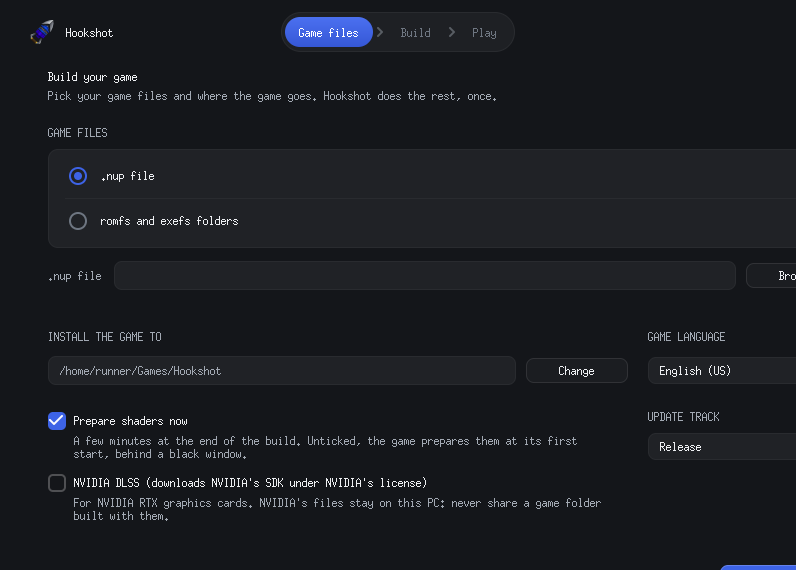 Hookshot
Game files
Build
Play
Build your game
Pick your game files and where the game goes. Hookshot does the rest, once.
GAME FILES
.nup file
romfs and exefs folders
.nup file
Bro
INSTALL THE GAME TO
GAME LANGUAGE
/home/runner/Games/Hookshot
Change
English (US)
Prepare shaders now
UPDATE TRACK
A few minutes at the end of the build. Unticked, the game prepares them at its first
start, behind a black window.
Release
NVIDIA DLSS (downloads NVIDIA's SDK under NVIDIA's license)
For NVIDIA RTX graphics cards. NVIDIA's files stay on this PC: never share a game folder
built with them.